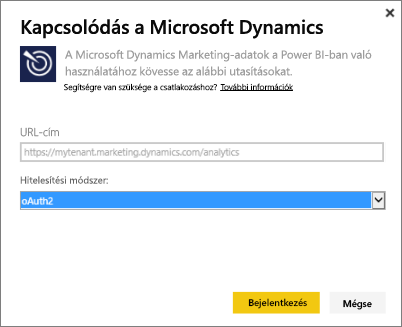 Kapcsolódás a Microsoft Dynamics
A Microsoft Dynamics Marketing-adatok a Power BI-ban való
használatához kövesse az alábbi utasításokat.
Segítségre van szüksége a csatlakozáshoz? További információk
URL-cím
https://mytenant.marketing.dynamics.com/analytics
Hitelesítési módszer:
oAuth2
Bejelentkezés
Mégse